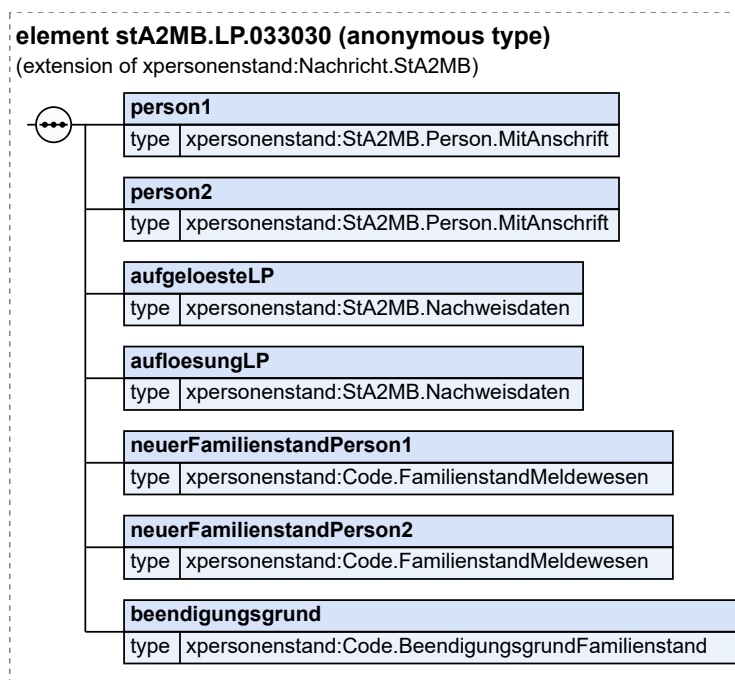 element stA2MB.LP.033030 (anonymous type)
(extension of xpersonenstand:Nachricht.StA2MB)
person1
type xpersonenstand:StA2MB.Person.MitAnschrift
person2
type xpersonenstand:StA2MB.Person.MitAnschrift
aufgeloesteLP
type xpersonenstand:StA2MB.Nachweisdaten
aufloesungLP
type xpersonenstand:StA2MB.Nachweisdaten
neuerFamilienstandPerson1
type xpersonenstand:Code.FamilienstandMeldewesen
neuerFamilienstandPerson2
type xpersonenstand:Code.FamilienstandMeldewesen
beendigungsgrund
type xpersonenstand:Code.BeendigungsgrundFamilienstand